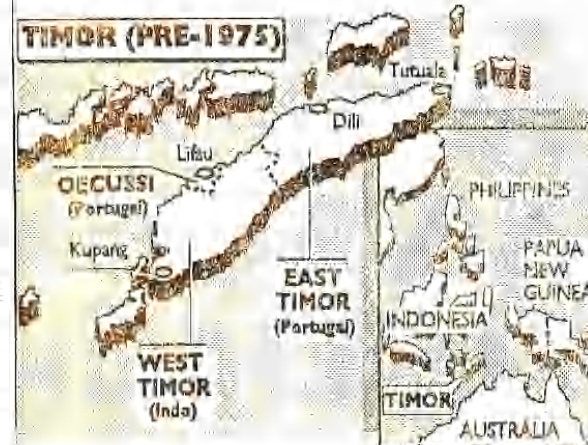 TIMOR (PRE-1975)
Tutuala
Dili
Lifau
OECUSSI
(Portugal)
Kupang
EAST
TIMOR
(Portugal)
WEST
TIMOR
(Indo)
PHILIPPINES
PAPUA
NEW
GUINEA
INDONESIA
TIMOR
AUSTRALIA